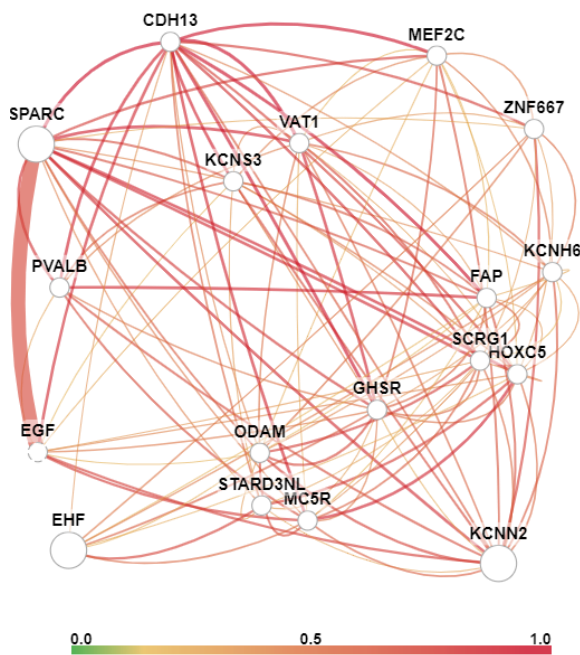 CDH13
MEF2C
SPARC
ZNF667
VAT1
KCNS3
KCNH6
PVALB
FAP
SCRG1
HOXC5
GHSR
EGF
ODAM
STARD3NL
MC5R
EHF
KCNN2
0.0 0.5 1.0